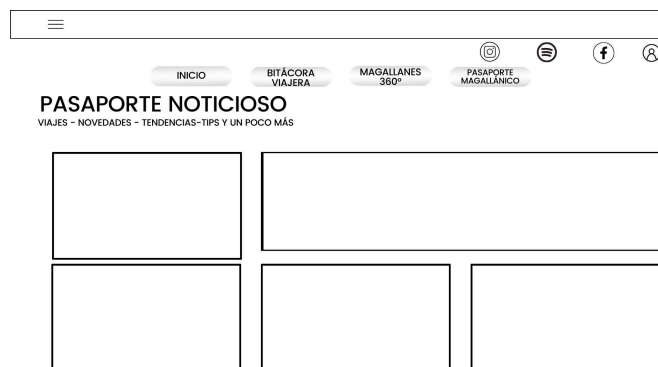 INICIO
BITÁCORA
VIAJERA
MAGALLANES
360º
PASAPORTE
MAGALLÁNICO
PASAPORTE NOTICIOSO
VIAJES - NOVEDADES - TENDENCIAS-TIPS Y UN POCO MÁS